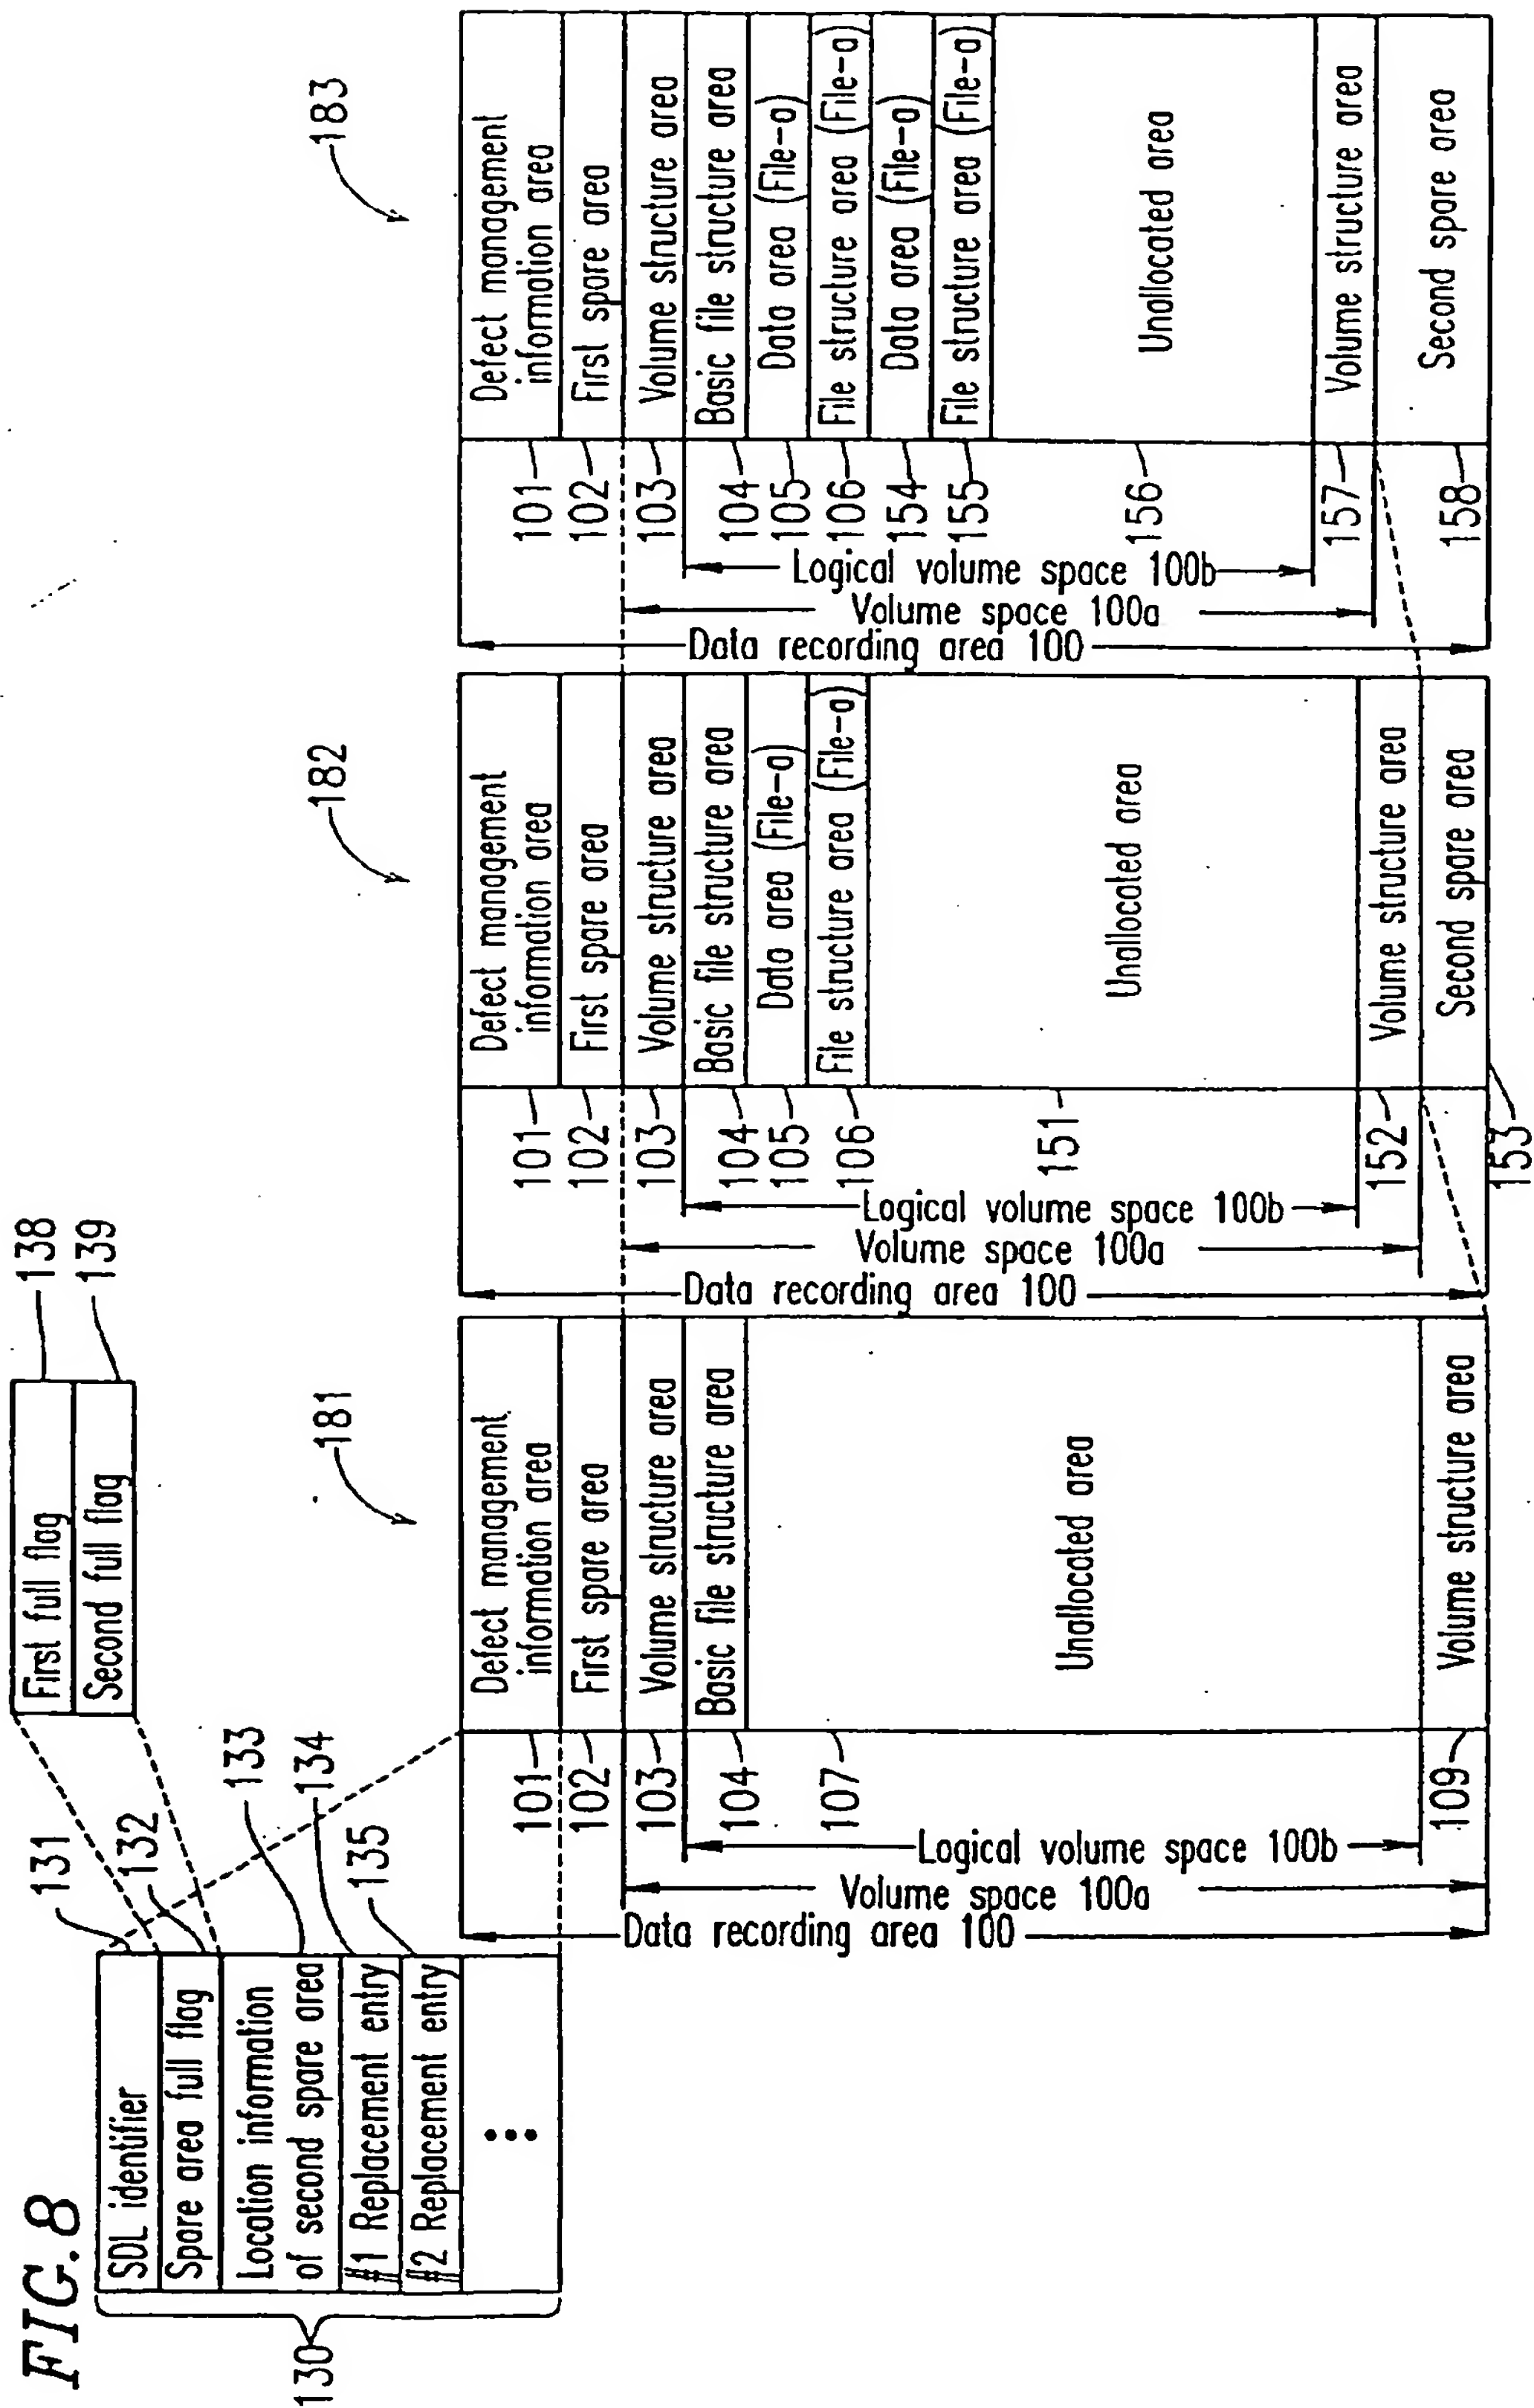 FIG.8
138
First full flag
139
Second full flag
131
SDL identifier
132
Spare area full flag
133
Location information
of second spare area
134
#1 Replacement entry
135
#2 Replacement entry
130
181
Defect management
information area
101
First spare area
102
Volume structure area
103
Basic file structure area
104
Unallocated area
107
Volume structure area
109
Logical volume space 100b
Volume space 100a
Data recording area 100
182
Defect management
information area
101
First spare area
102
Volume structure area
103
Basic file structure area
104
Data area (File-a)
105
File structure area (File-a)
106
Unallocated area
151
Volume structure area
152
Second spare area
153
Logical volume space 100b
Volume space 100a
Data recording area 100
183
Defect management
information area
101
First spare area
102
Volume structure area
103
Basic file structure area
104
Data area (File-a)
105
File structure area (File-a)
106
Data area (File-a)
154
File structure area (File-a)
155
Unallocated area
156
Volume structure area
157
Second spare area
158
Logical volume space 100b
Volume space 100a
Data recording area 100